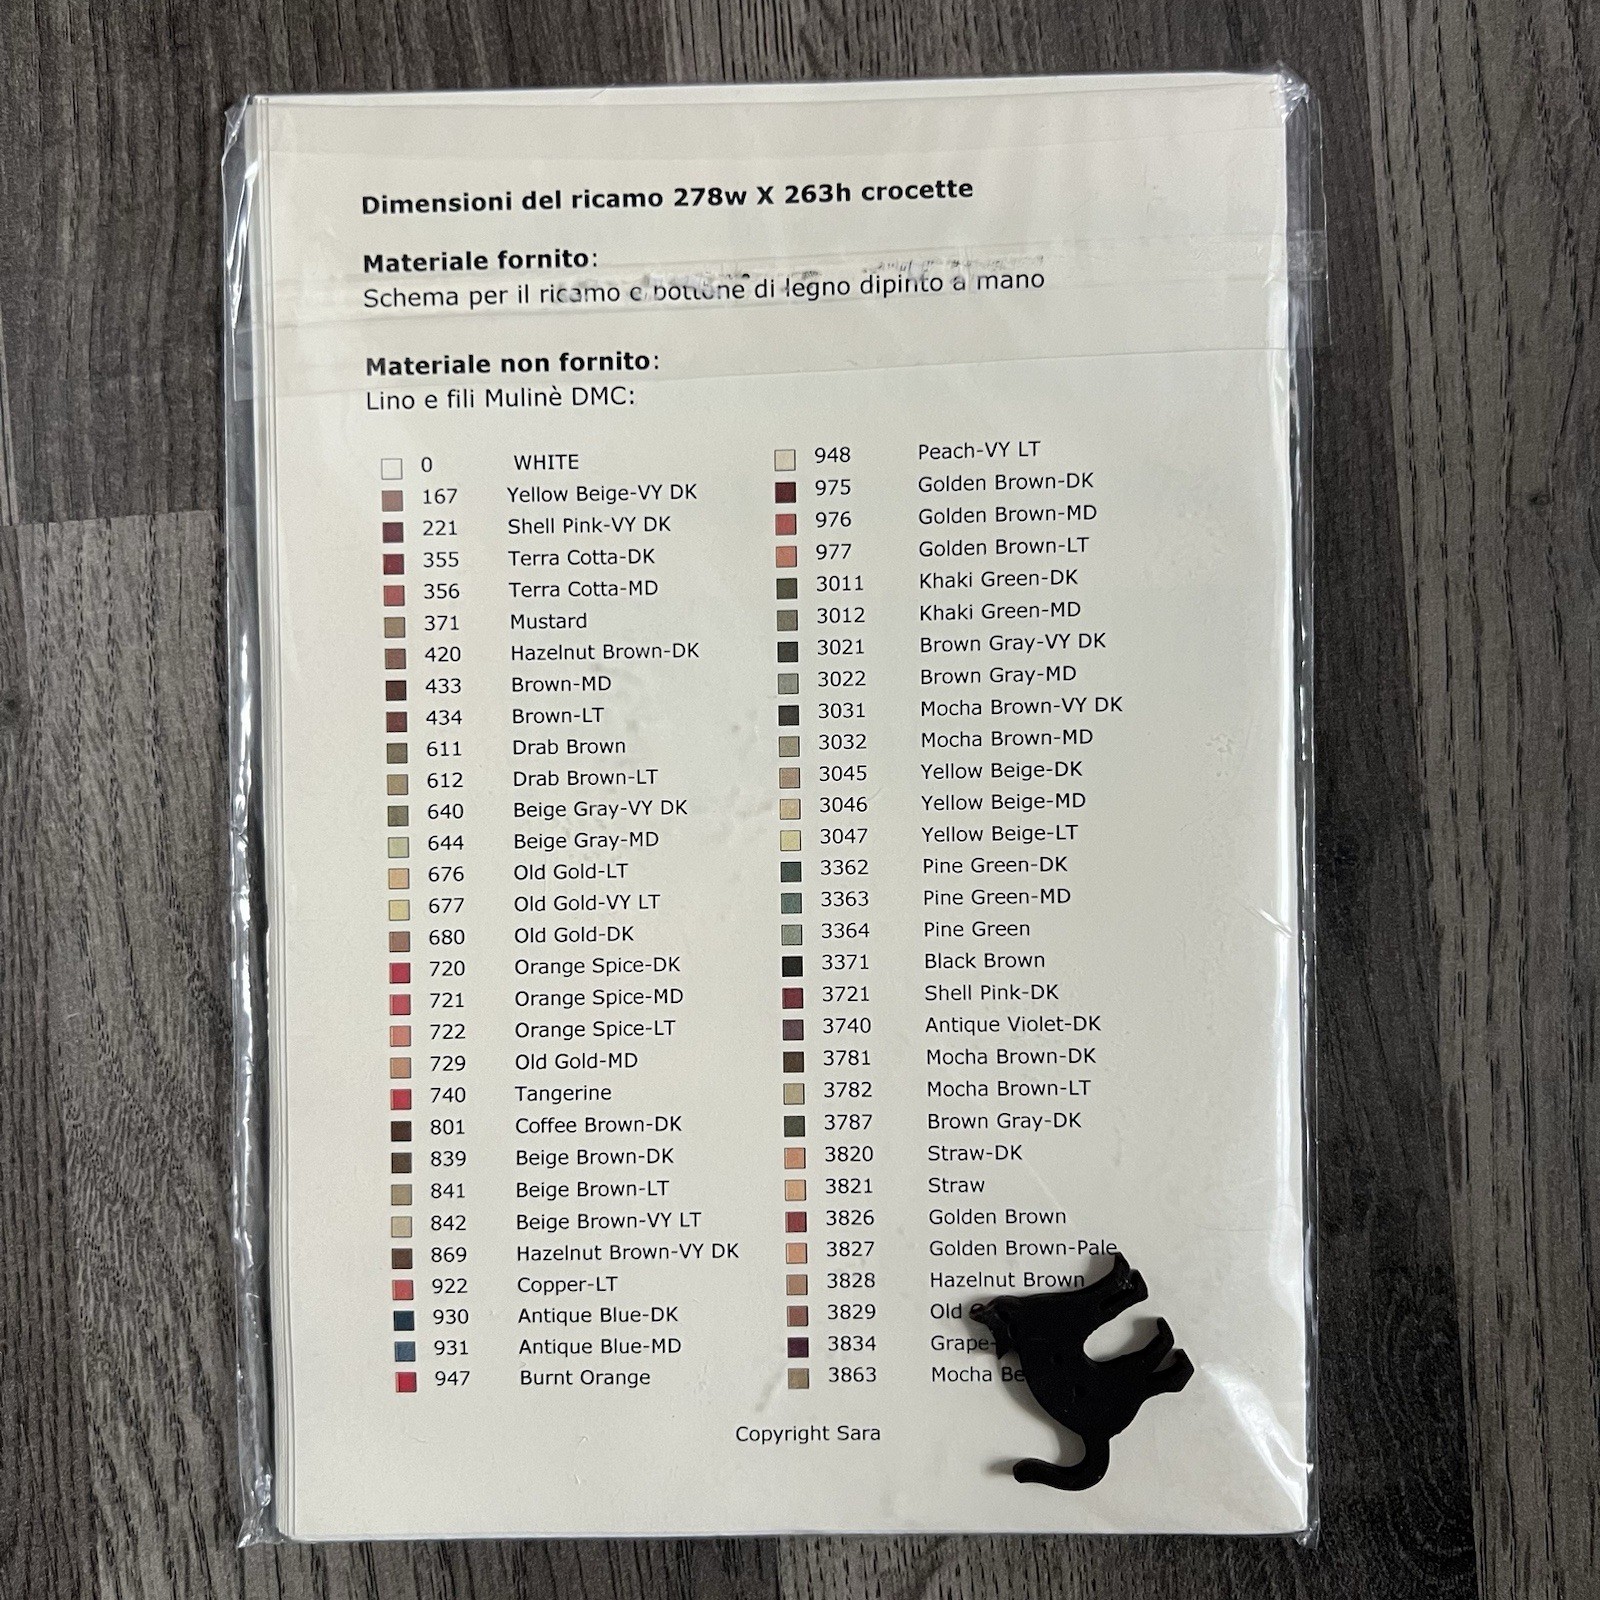 Dimensioni del ricamo 278w X 263h crocette
Materiale fornito:
Schema per il ricamo e bottone di legno dipinto a mano
Materiale non fornito:
Lino e fili Mulinè DMC:
0 WHITE
167 Yellow Beige-VY DK
221 Shell Pink-VY DK
355 Terra Cotta-DK
356 Terra Cotta-MD
371 Mustard
420 Hazelnut Brown-DK
433 Brown-MD
434 Brown-LT
611 Drab Brown
612 Drab Brown-LT
640 Beige Gray-VY DK
644 Beige Gray-MD
676 Old Gold-LT
677 Old Gold-VY LT
680 Old Gold-DK
720 Orange Spice-DK
721 Orange Spice-MD
722 Orange Spice-LT
729 Old Gold-MD
740 Tangerine
801 Coffee Brown-DK
839 Beige Brown-DK
841 Beige Brown-LT
842 Beige Brown-VY LT
869 Hazelnut Brown-VY DK
922 Copper-LT
930 Antique Blue-DK
931 Antique Blue-MD
947 Burnt Orange
948 Peach-VY LT
975 Golden Brown-DK
976 Golden Brown-MD
977 Golden Brown-LT
3011 Khaki Green-DK
3012 Khaki Green-MD
3021 Brown Gray-VY DK
3022 Brown Gray-MD
3031 Mocha Brown-VY DK
3032 Mocha Brown-MD
3045 Yellow Beige-DK
3046 Yellow Beige-MD
3047 Yellow Beige-LT
3362 Pine Green-DK
3363 Pine Green-MD
3364 Pine Green
3371 Black Brown
3721 Shell Pink-DK
3740 Antique Violet-DK
3781 Mocha Brown-DK
3782 Mocha Brown-LT
3787 Brown Gray-DK
3820 Straw-DK
3821 Straw
3826 Golden Brown
3827 Golden Brown-Pale
3828 Hazelnut Brown
3829 Old
3834 Grape-
3863 Mocha Be
Copyright Sara